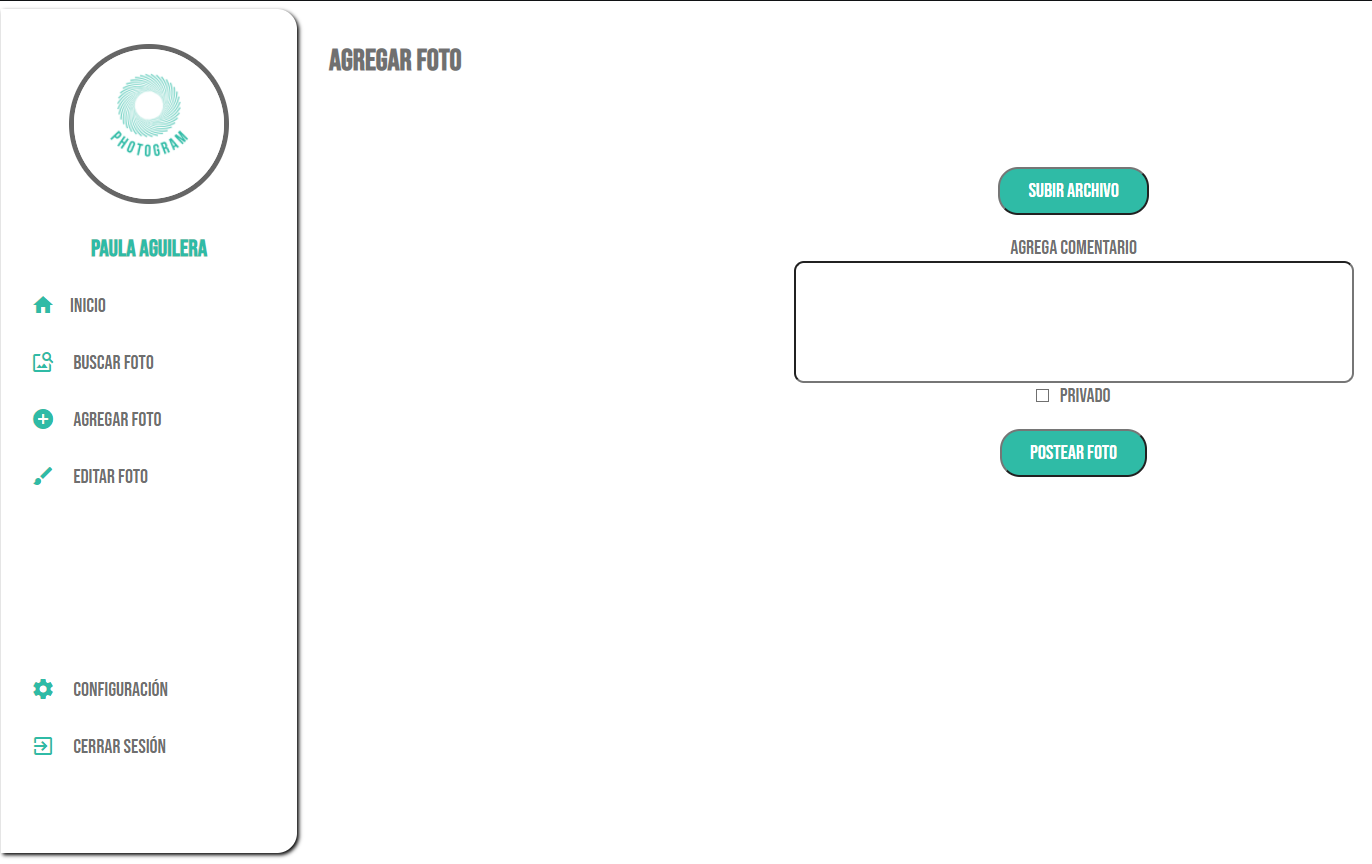 PHOTOGRAM
PAULA AGUILERA
INICIO
BUSCAR FOTO
AGREGAR FOTO
EDITAR FOTO
CONFIGURACIÓN
CERRAR SESIÓN
AGREGAR FOTO
SUBIR ARCHIVO
AGREGA COMENTARIO
PRIVADO
POSTEAR FOTO